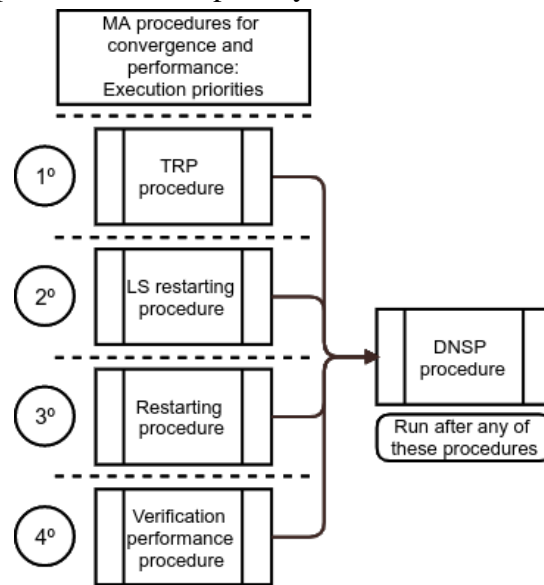 MA procedures for
convergence and
performance:
Execution priorities
1º
TRP
procedure
2º
LS restarting
procedure
3º
Restarting
procedure
4º
Verification
performance
procedure
DNSP
procedure
Run after any of
these procedures